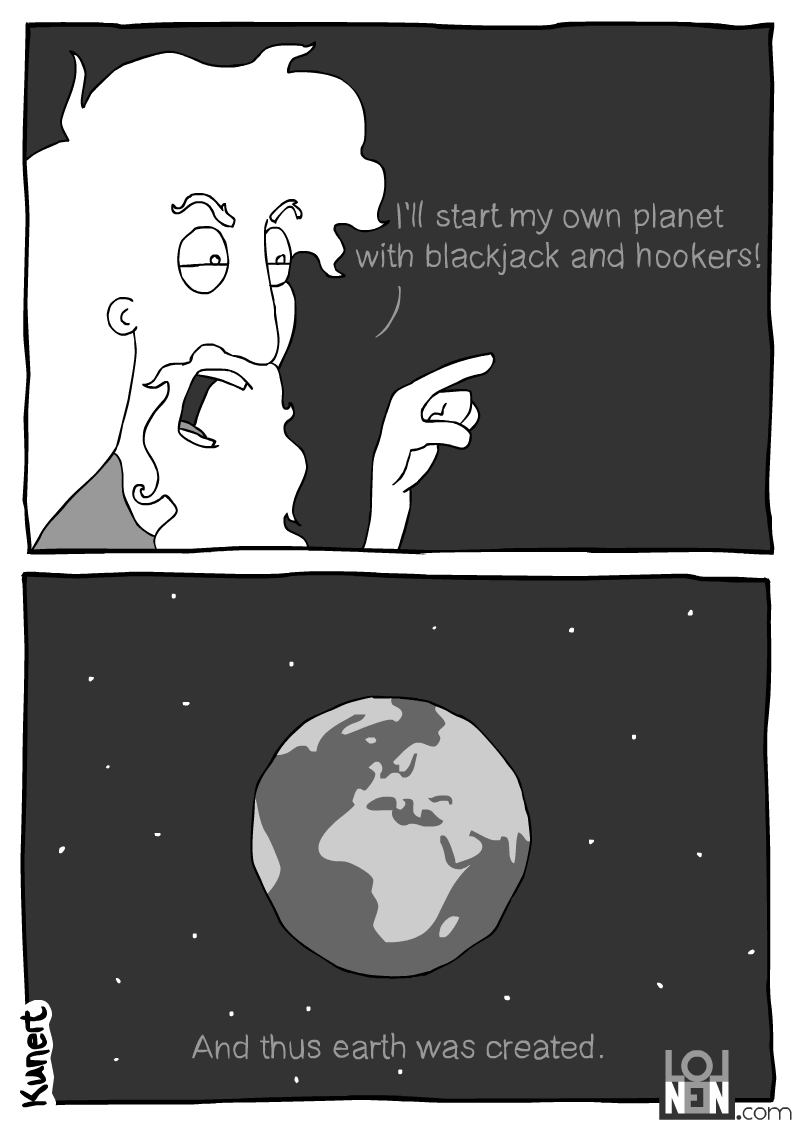 I'll start my own planet
with blackjack and hookers!
And thus earth was created.
Kunert
LOL
NEIN
.com